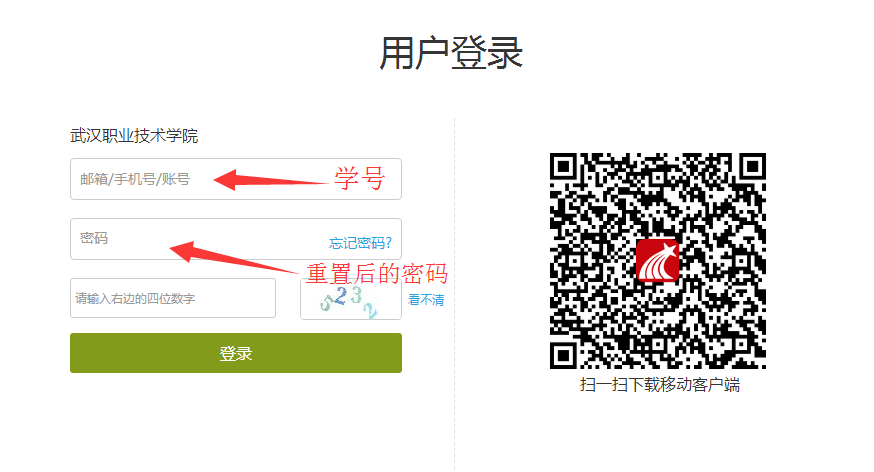 用户登录
武汉职业技术学院
邮箱/手机号/账号
学号
密码
忘记密码?
重置后的密码
请输入右边的四位数字
5232
看不清
登录
扫一扫下载移动客户端